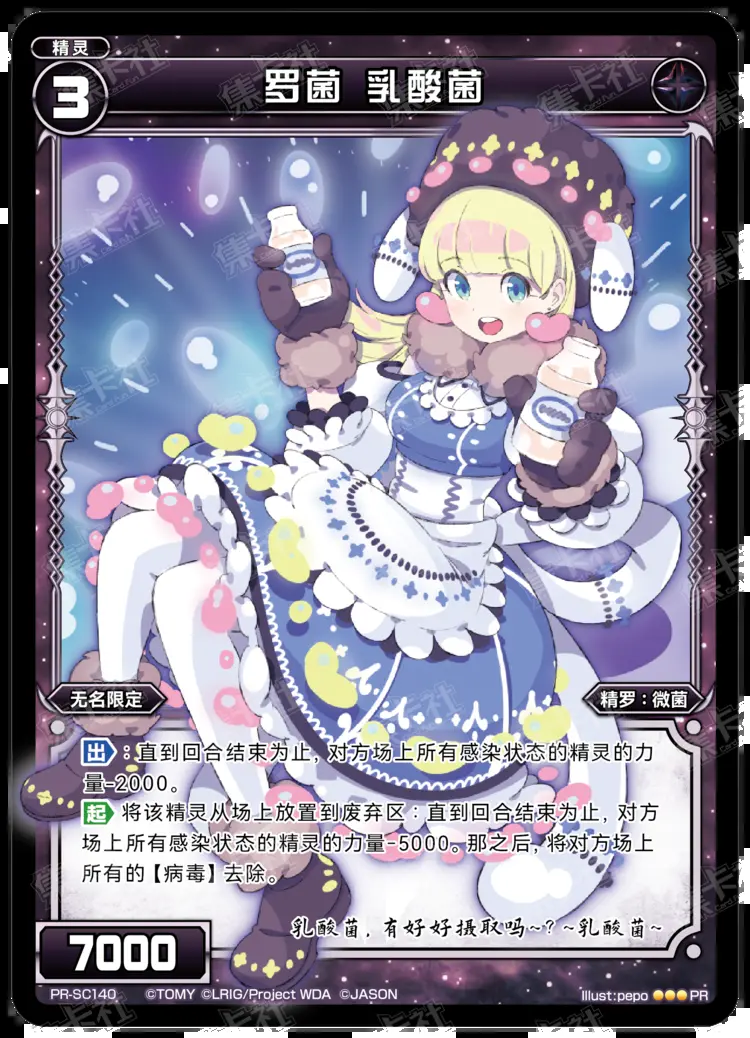 精灵
3
罗菌 乳酸菌
无名限定
精罗：微菌
出：直到回合结束为止，对方场上所有感染状态的精灵的力
量-2000。
起 将该精灵从场上放置到废弃区：直到回合结束为止，对方
场上所有感染状态的精灵的力量-5000。那之后，将对方场上
所有的【病毒】去除。
乳酸菌，有好好摄取吗~？~乳酸菌~
7000
PR-SC140 ©TOMY ©LRIG/Project WDA ©JASON
Illust:pepo PR
集卡社